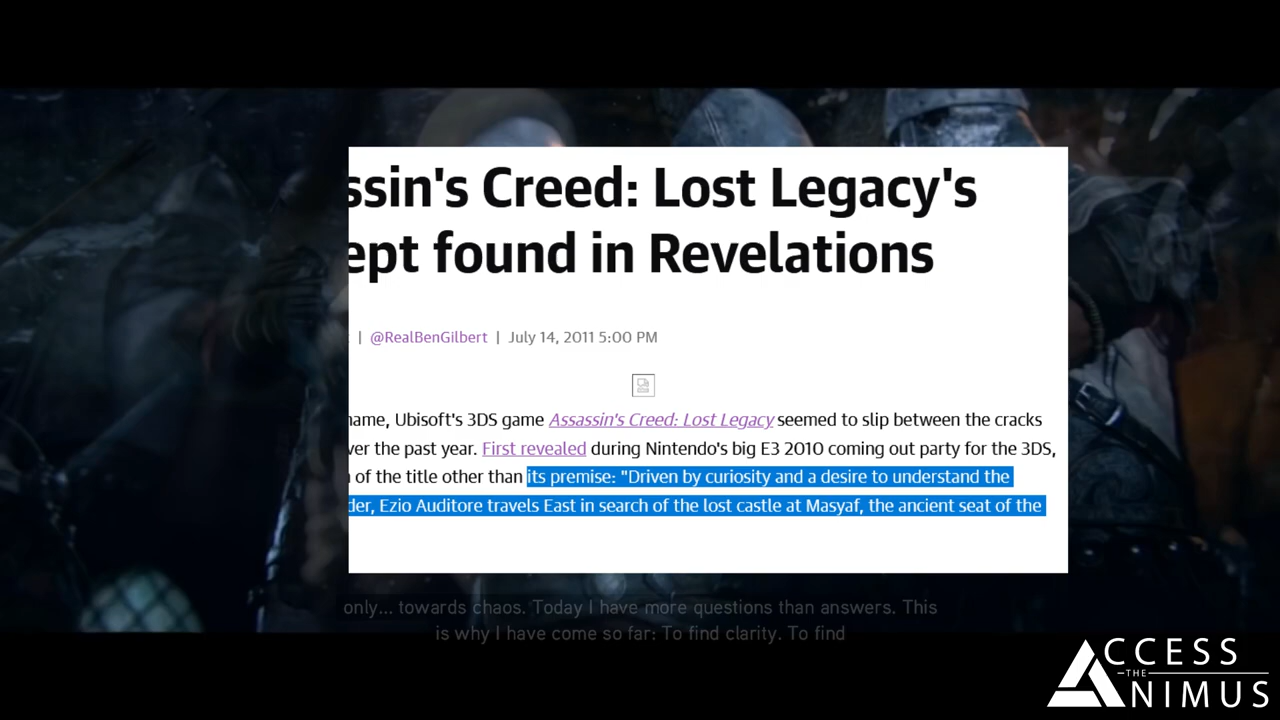 ssin's Creed: Lost Legacy's
ept found in Revelations
| @RealBenGilbert | July 14, 2011 5:00 PM
name, Ubisoft's 3DS game Assassin's Creed: Lost Legacy seemed to slip between the cracks
ver the past year. First revealed during Nintendo's big E3 2010 coming out party for the 3DS,
of the title other than its premise: "Driven by curiosity and a desire to understand the
der, Ezio Auditore travels East in search of the lost castle at Masyaf, the ancient seat of the
only... towards chaos. Today I have more questions than answers. This
is why I have come so far: To find clarity. To find
ACCESS
THE
ANIMUS